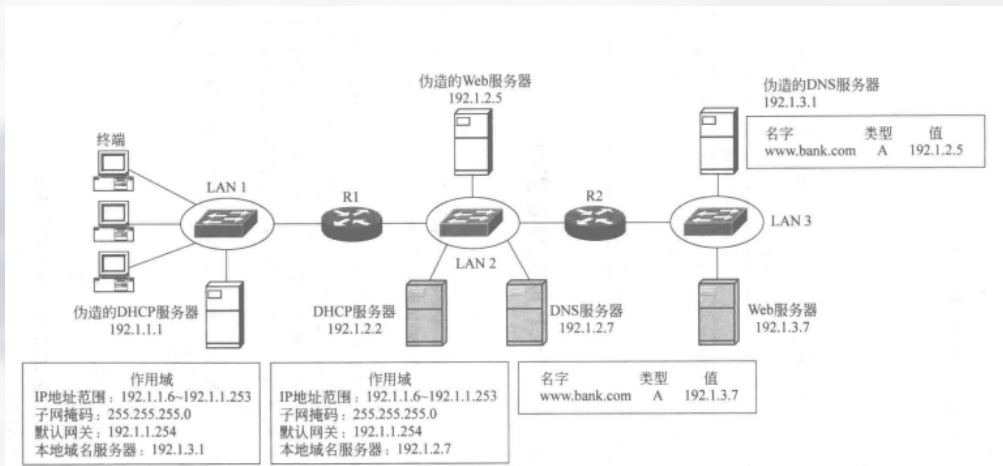 伪造的Web服务器
192.1.2.5
伪造的DNS服务器
192.1.3.1
名字 类型 值
www.bank.com A 192.1.2.5
终端
LAN 1
R1
R2
LAN 3
LAN 2
伪造的DHCP服务器
192.1.1.1
DHCP服务器
192.1.2.2
DNS服务器
192.1.2.7
Web服务器
192.1.3.7
作用域
IP地址范围：192.1.1.6~192.1.1.253
子网掩码：255.255.255.0
默认网关：192.1.1.254
本地域名服务器：192.1.3.1
作用域
IP地址范围：192.1.1.6~192.1.1.253
子网掩码：255.255.255.0
默认网关：192.1.1.254
本地域名服务器：192.1.2.7
名字 类型 值
www.bank.com A 192.1.3.7